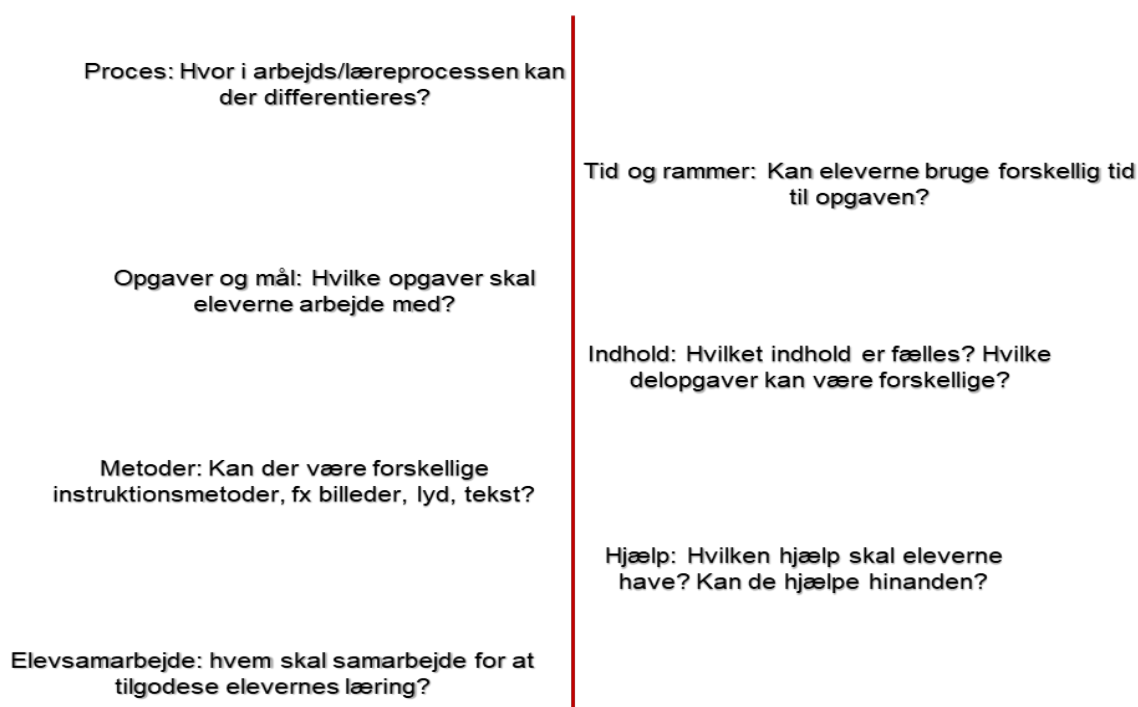 Proces: Hvor i arbejds/læreprocessen kan
der differentieres?
Tid og rammer: Kan eleverne bruge forskellig tid
til opgaven?
Opgaver og mål: Hvilke opgaver skal
eleverne arbejde med?
Indhold: Hvilket indhold er fælles? Hvilke
delopgaver kan være forskellige?
Metoder: Kan der være forskellige
instruktionsmetoder, fx billeder, lyd, tekst?
Hjælp: Hvilken hjælp skal eleverne
have? Kan de hjælpe hinanden?
Elevsamarbejde: hvem skal samarbejde for at
tilgodese elevernes læring?